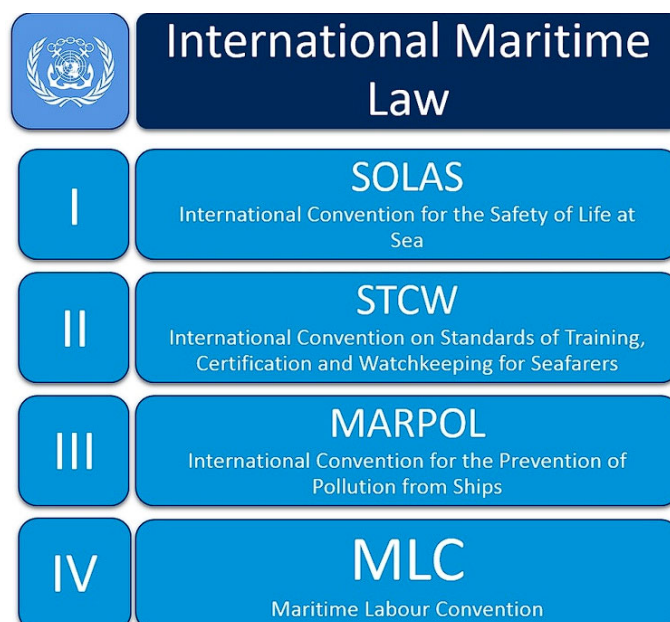 International Maritime
Law
I
SOLAS
International Convention for the Safety of Life at
Sea
II
STCW
International Convention on Standards of Training,
Certification and Watchkeeping for Seafarers
III
MARPOL
International Convention for the Prevention of
Pollution from Ships
IV
MLC
Maritime Labour Convention